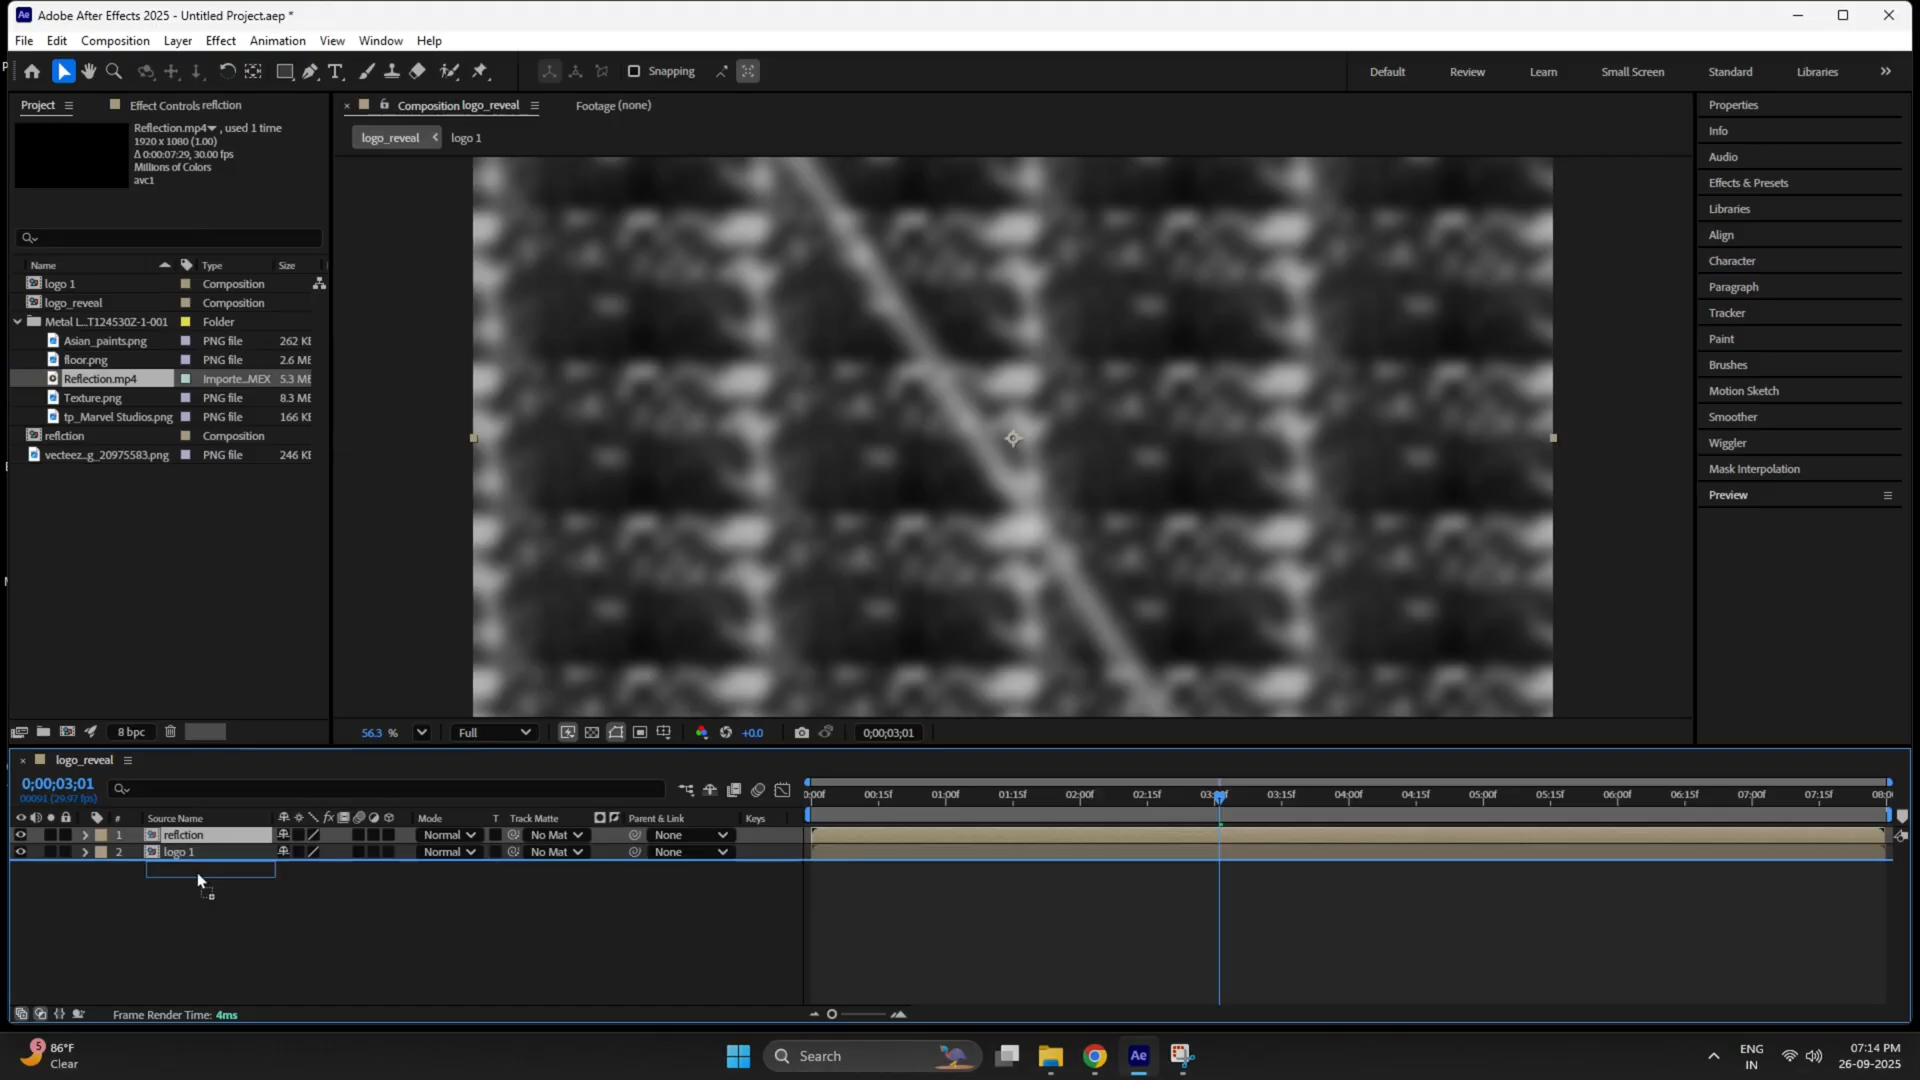 Adobe After Effects 2025 - Untitled Project.aep *
File Edit Composition Layer Effect Animation View Window Help
Snapping
Default Review Learn Small Screen Standard Libraries
Project Effect Controls reflction
Reflection.mp4 , used 1 time
1920 x 1080 (1.00)
Δ 0:00:07:29, 30.00 fps
Millions of Colors
avc1
Composition logo_reveal Footage (none)
logo_reveal logo 1
Name Type Size
logo 1 Composition
logo_reveal Composition
Metal L...T124530Z-1-001 Folder
Asian_paints.png PNG file 262 KE
floor.png PNG file 2.6 ME
Reflection.mp4 Importe...MEX 5.3 ME
Texture.png PNG file 8.3 ME
tp_Marvel Studios.png PNG file 166 KE
reflction Composition
vecteez...g_20975583.png PNG file 246 KE
Properties
Info
Audio
Effects & Presets
Libraries
Align
Character
Paragraph
Tracker
Paint
Brushes
Motion Sketch
Smoother
Wiggler
Mask Interpolation
Preview
8 bpc
56.3 % Full +0.0 0;00;03;01
logo_reveal
0;00;03;01
00091 (29.97 fps)
# Source Name Mode T Track Matte Parent & Link Keys
1 reflction Normal No Mat None
2 logo 1 Normal No Mat None
:00f 00:15f 01:00f 01:15f 02:00f 02:15f 03:00f 03:15f 04:00f 04:15f 05:00f 05:15f 06:00f 06:15f 07:00f 07:15f 08:0
Frame Render Time: 4ms
5
86°F
Clear
Search
Ae
ENG
IN
07:14 PM
26-09-2025